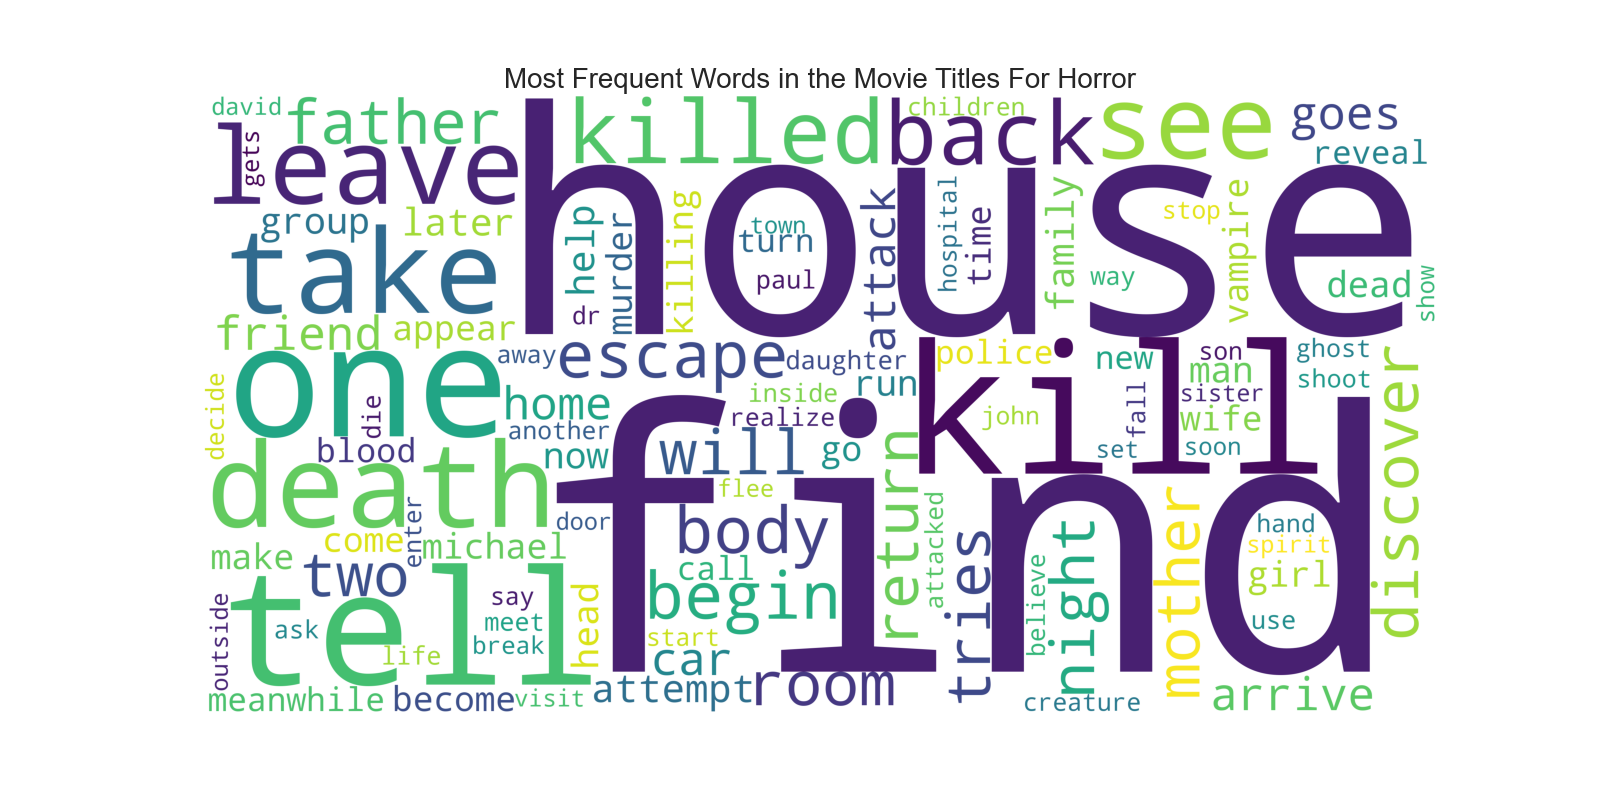 Most Frequent Words in the Movie Titles For Horror
david
father
killed
back
children
see
goes
reveal
leave
gets
house
group
later
take
help
murder
killing
town
turn
paul
dr
attack
hospital
time
family
way
stop
vampire
dead
show
friend
appear
one
away
escape
daughter
police
new
son
man
ghost
shoot
kill
discover
decide
die
home
another
inside
realize
run
john
fall
sister
wife
set
soon
blood
now
will
go
death
find
flee
return
door
body
enter
come
michael
make
two
call
begin
attacked
tries
believe
night
mother
hand
spirit
girl
use
tell
outside
ask
say
meet
break
life
head
start
car
meanwhile
become
visit
attempt
room
creature
arrive